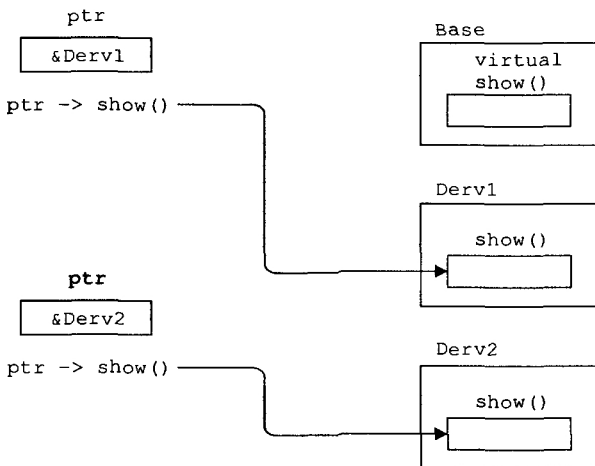 ptr
&Derv1
ptr -> show()
Base
virtual
show()
Derv1
show()
ptr
&Derv2
ptr -> show()
Derv2
show()